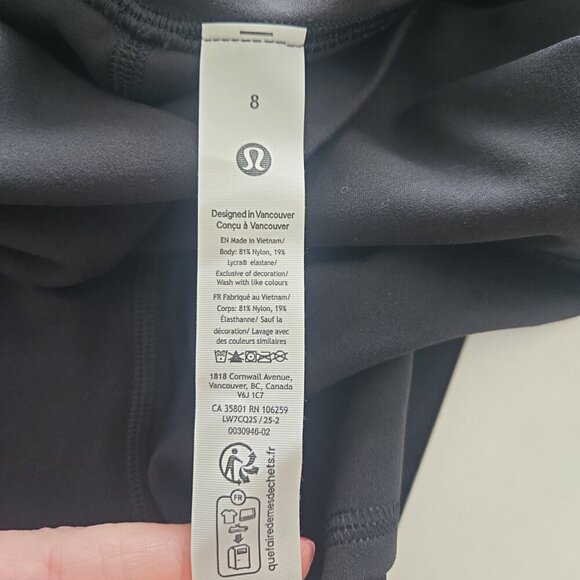 8
Designed in Vancouver
Conçu à Vancouver
EN Made in Vietnam/
Body: 81% Nylon, 19%
Lycra® elastane/
Exclusive of decoration/
Wash with like colours
FR Fabriqué au Vietnam/
Corps: 81% Nylon, 19%
Élasthanne/ Sauf la
décoration/ Lavage avec
des couleurs similaires
1818 Cornwall Avenue,
Vancouver, BC, Canada
V6J 1C7
CA 35801 RN 106259
LW7CQ2S / 25-2
0030946-02
FR
quefairedemesdechets.fr